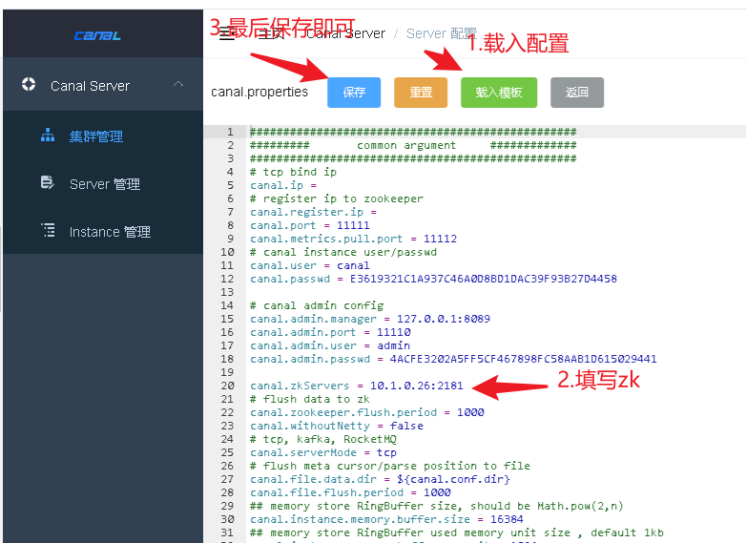 CANAL
3.最后保存即可
主页 / Canal Server / Server 配置
1.载入配置
Canal Server
canal.properties 保存 重置 载入模板 返回
集群管理
Server 管理
Instance 管理
1 #################################################
2 ######### common argument #############
3 #################################################
4 # tcp bind ip
5 canal.ip =
6 # register ip to zookeeper
7 canal.register.ip =
8 canal.port = 11111
9 canal.metrics.pull.port = 11112
10 # canal instance user/passwd
11 canal.user = canal
12 canal.passwd = E3619321C1A937C46A0D8BD1DAC39F93B27D4458
13
14 # canal admin config
15 canal.admin.manager = 127.0.0.1:8089
16 canal.admin.port = 11110
17 canal.admin.user = admin
18 canal.admin.passwd = 4ACFE3202A5FF5CF467898FC58AAB1D615029441
19
20 canal.zkServers = 10.1.0.26:2181
2.填写zk
21 # flush data to zk
22 canal.zookeeper.flush.period = 1000
23 canal.withoutNetty = false
24 # tcp, kafka, RocketMQ
25 canal.serverMode = tcp
26 # flush meta cursor/parse position to file
27 canal.file.data.dir = ${canal.conf.dir}
28 canal.file.flush.period = 1000
29 ## memory store RingBuffer size, should be Math.pow(2,n)
30 canal.instance.memory.buffer.size = 16384
31 ## memory store RingBuffer used memory unit size , default 1kb